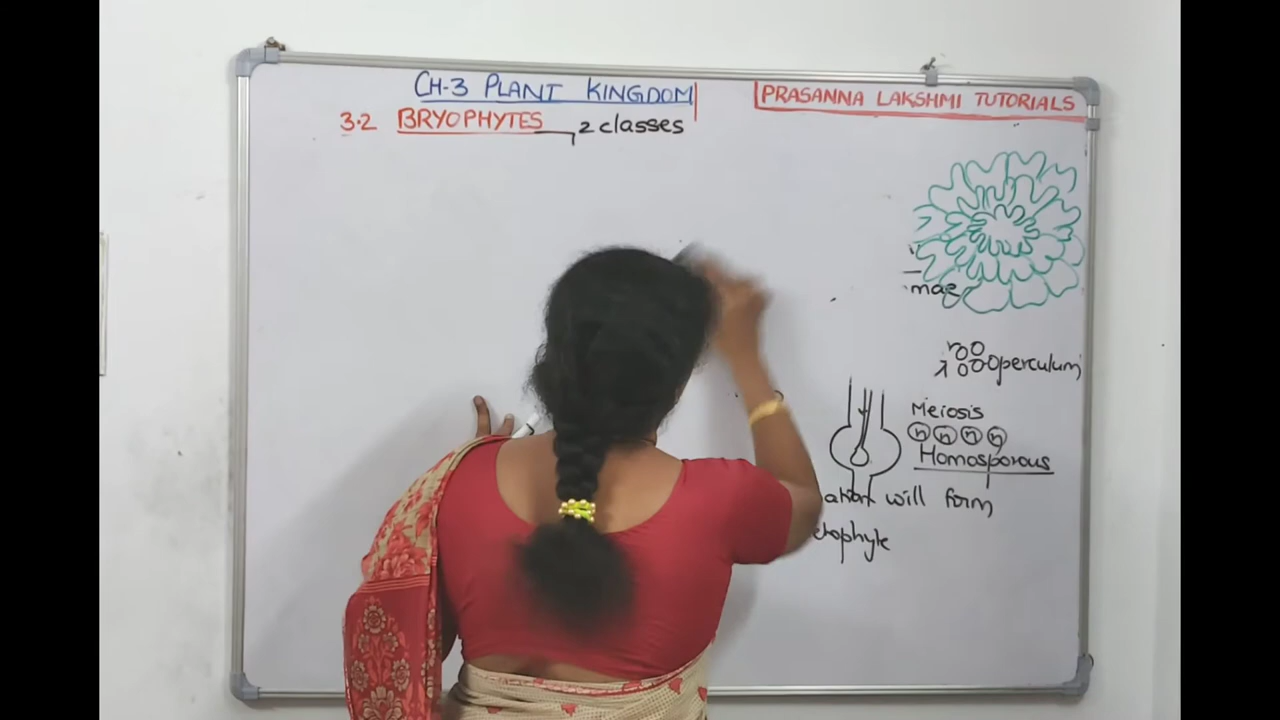 CH-3 PLANT KINGDOM
PRASANNA LAKSHMI TUTORIALS
3.2 BRYOPHYTES 2 classes
mae
Operculum
Meiosis
n n n n
Homosporous
ation will form
tophyte